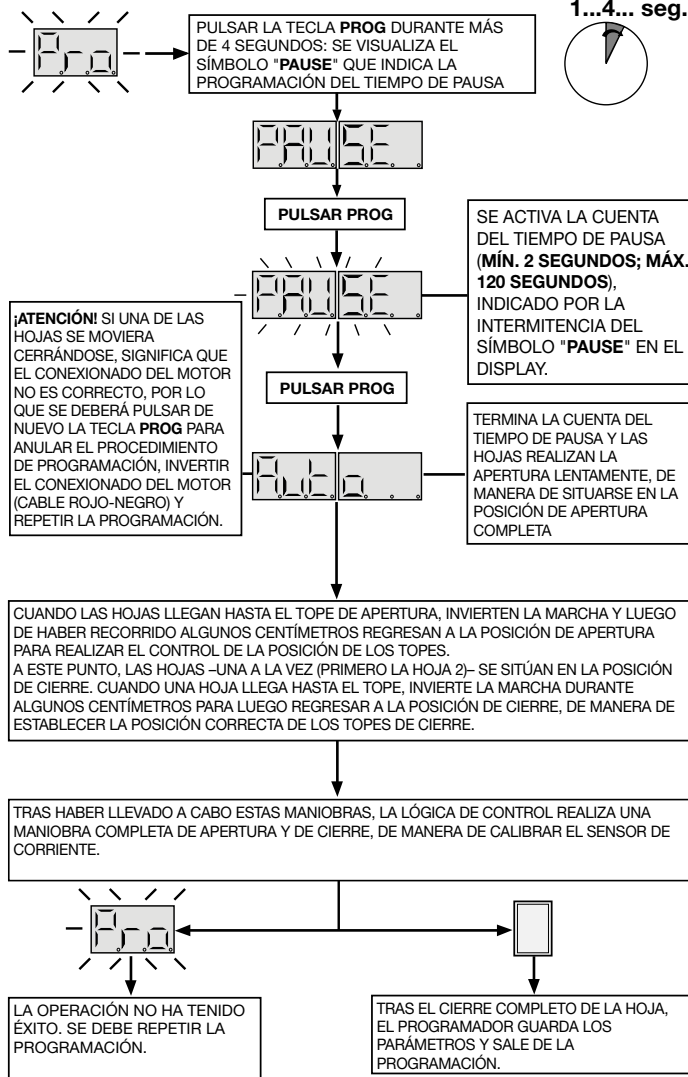 1...4... seg.
Pro
PULSAR LA TECLA PROG DURANTE MÁS
DE 4 SEGUNDOS: SE VISUALIZA EL
SÍMBOLO "PAUSE" QUE INDICA LA
PROGRAMACIÓN DEL TIEMPO DE PAUSA
PAUSE
PULSAR PROG
PAUSE
SE ACTIVA LA CUENTA
DEL TIEMPO DE PAUSA
(MÍN. 2 SEGUNDOS; MÁX.
120 SEGUNDOS),
INDICADO POR LA
INTERMITENCIA DEL
SÍMBOLO "PAUSE" EN EL
DISPLAY.
¡ATENCIÓN! SI UNA DE LAS
HOJAS SE MOVIERA
CERRÁNDOSE, SIGNIFICA QUE
EL CONEXIONADO DEL MOTOR
NO ES CORRECTO, POR LO
QUE SE DEBERÁ PULSAR DE
NUEVO LA TECLA PROG PARA
ANULAR EL PROCEDIMIENTO
DE PROGRAMACIÓN, INVERTIR
EL CONEXIONADO DEL MOTOR
(CABLE ROJO-NEGRO) Y
REPETIR LA PROGRAMACIÓN.
PULSAR PROG
Auto
TERMINA LA CUENTA DEL
TIEMPO DE PAUSA Y LAS
HOJAS REALIZAN LA
APERTURA LENTAMENTE, DE
MANERA DE SITUARSE EN LA
POSICIÓN DE APERTURA
COMPLETA
CUANDO LAS HOJAS LLEGAN HASTA EL TOPE DE APERTURA, INVIERTEN LA MARCHA Y LUEGO
DE HABER RECORRIDO ALGUNOS CENTÍMETROS REGRESAN A LA POSICIÓN DE APERTURA
PARA REALIZAR EL CONTROL DE LA POSICIÓN DE LOS TOPES.
A ESTE PUNTO, LAS HOJAS –UNA A LA VEZ (PRIMERO LA HOJA 2)– SE SITÚAN EN LA POSICIÓN
DE CIERRE. CUANDO UNA HOJA LLEGA HASTA EL TOPE, INVIERTE LA MARCHA DURANTE
ALGUNOS CENTÍMETROS PARA LUEGO REGRESAR A LA POSICIÓN DE CIERRE, DE MANERA DE
ESTABLECER LA POSICIÓN CORRECTA DE LOS TOPES DE CIERRE.
TRAS HABER LLEVADO A CABO ESTAS MANIOBRAS, LA LÓGICA DE CONTROL REALIZA UNA
MANIOBRA COMPLETA DE APERTURA Y DE CIERRE, DE MANERA DE CALIBRAR EL SENSOR DE
CORRIENTE.
Pro
LA OPERACIÓN NO HA TENIDO
ÉXITO. SE DEBE REPETIR LA
PROGRAMACIÓN.
TRAS EL CIERRE COMPLETO DE LA HOJA,
EL PROGRAMADOR GUARDA LOS
PARÁMETROS Y SALE DE LA
PROGRAMACIÓN.